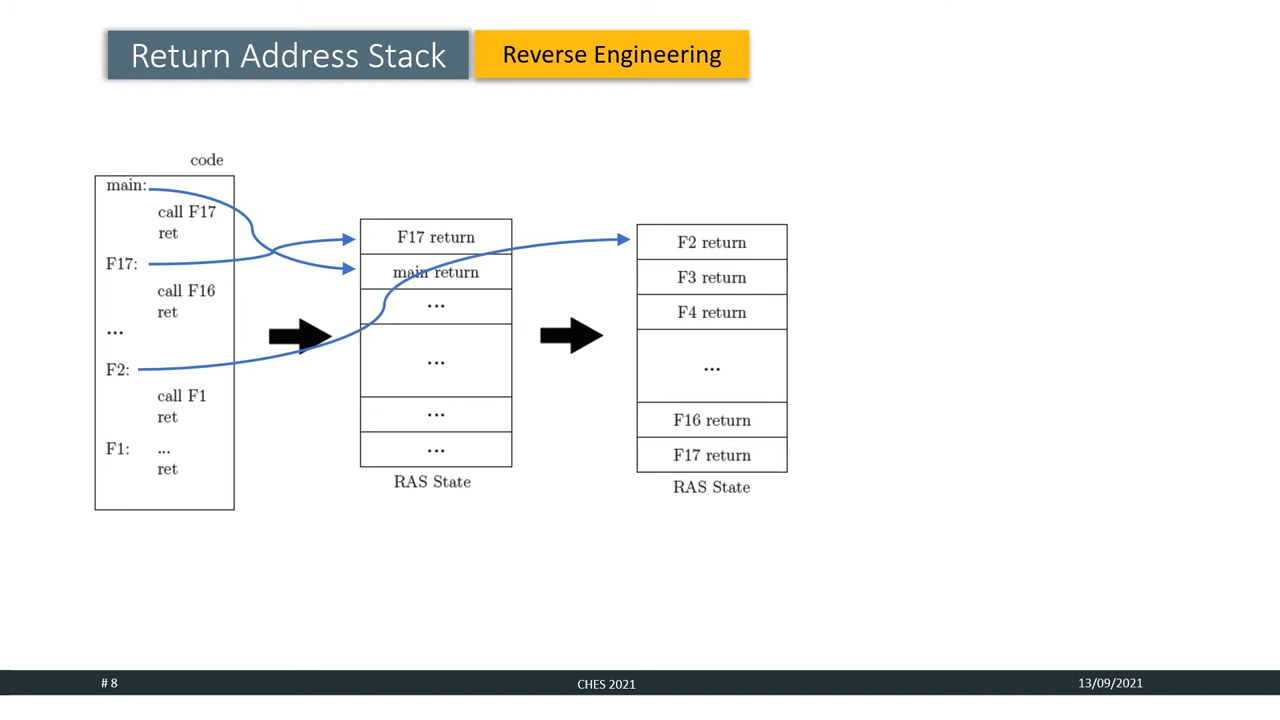 Return Address Stack
Reverse Engineering
code
main:
call F17
ret
F17:
call F16
ret
...
F2:
call F1
ret
F1: ...
ret
F17 return
main return
...
...
...
...
RAS State
F2 return
F3 return
F4 return
...
F16 return
F17 return
RAS State
# 8
CHES 2021
13/09/2021